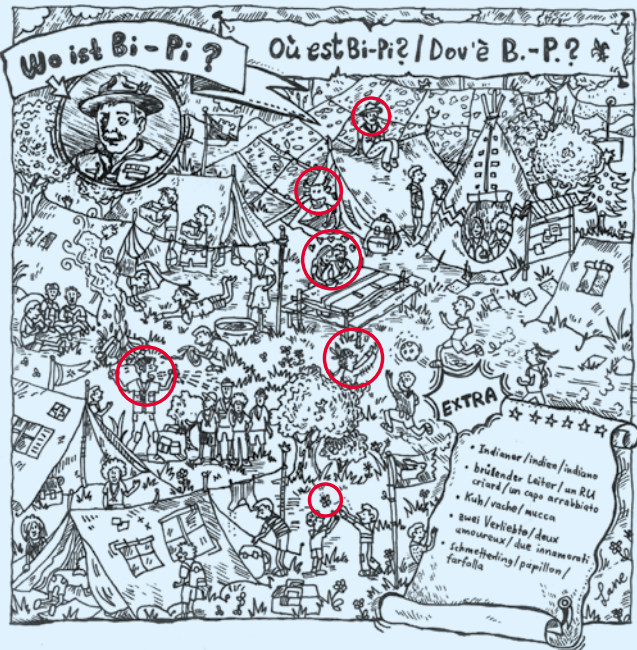 Wo ist Bi-Pi?
Où est Bi-Pi? / Dov'è B.-P.?
EXTRA
• Indianer/indien/indiano
• brüllender Leiter/un RU
criard/un capo arrabbiato
• Kuh/vache/mucca
• zwei Verliebte/deux
amoureux/due innamorati
• Schmetterling/papillon/
farfalla